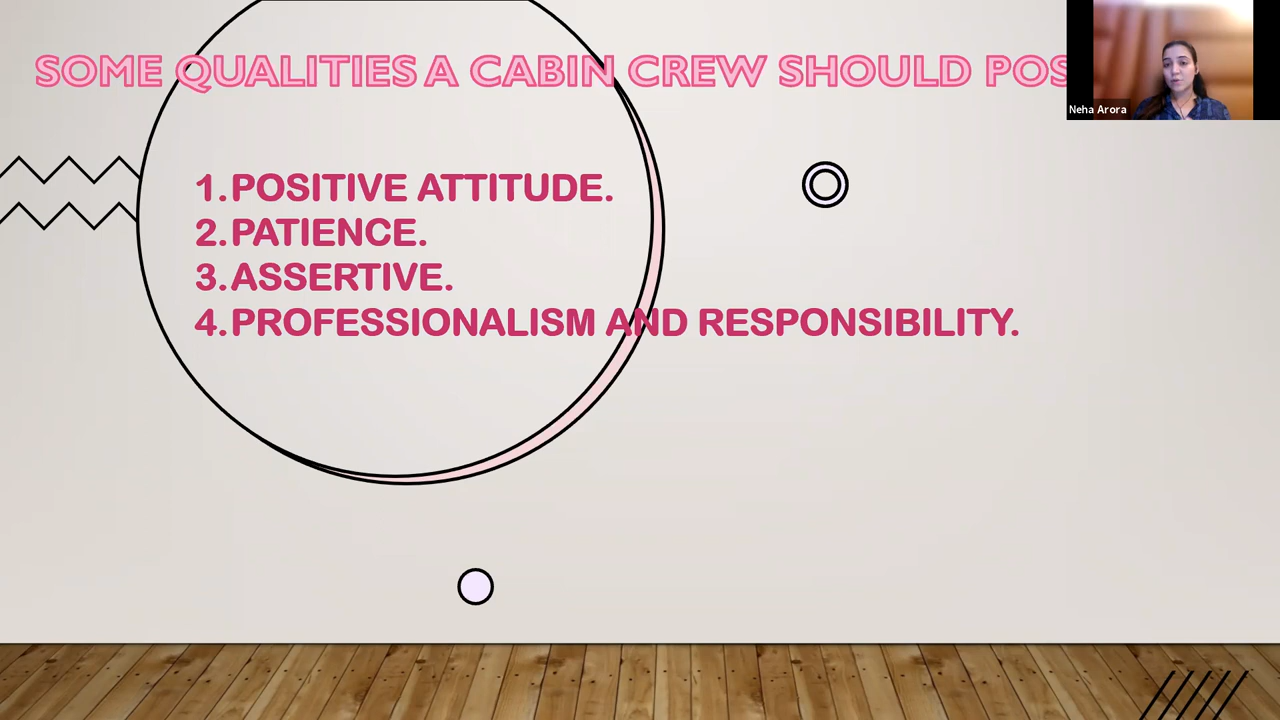 SOME QUALITIES A CABIN CREW SHOULD POS
Neha Arora
1.POSITIVE ATTITUDE.
2.PATIENCE.
3.ASSERTIVE.
4.PROFESSIONALISM AND RESPONSIBILITY.